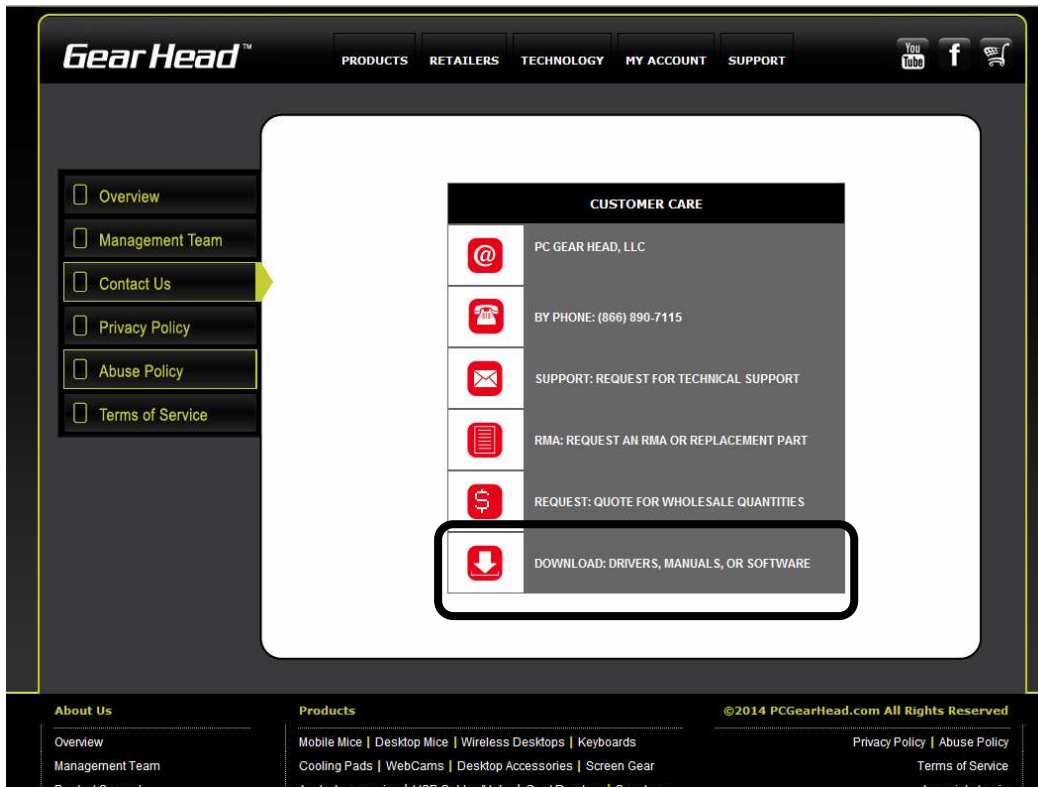 Gear Head™
PRODUCTS RETAILERS TECHNOLOGY MY ACCOUNT SUPPORT
You Tube f
Overview
Management Team
Contact Us
Privacy Policy
Abuse Policy
Terms of Service
CUSTOMER CARE
@ PC GEAR HEAD, LLC
BY PHONE: (866) 890-7115
SUPPORT: REQUEST FOR TECHNICAL SUPPORT
RMA: REQUEST AN RMA OR REPLACEMENT PART
$ REQUEST: QUOTE FOR WHOLESALE QUANTITIES
DOWNLOAD: DRIVERS, MANUALS, OR SOFTWARE
About Us
Overview
Management Team
Products
Mobile Mice | Desktop Mice | Wireless Desktops | Keyboards
Cooling Pads | WebCams | Desktop Accessories | Screen Gear
©2014 PCGearHead.com All Rights Reserved
Privacy Policy | Abuse Policy
Terms of Service